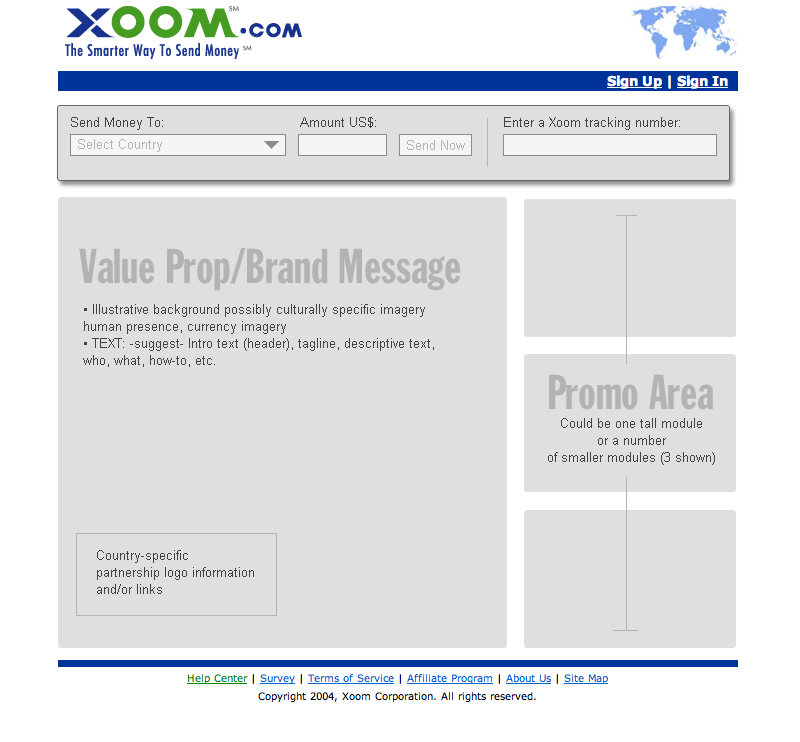 XOOM.COM SM
The Smarter Way To Send Money SM
Sign Up | Sign In
Send Money To:
Amount US$:
Enter a Xoom tracking number:
Select Country
Send Now
Value Prop/Brand Message
• Illustrative background possibly culturally specific imagery
human presence, currency imagery
• TEXT: -suggest- Intro text (header), tagline, descriptive text,
who, what, how-to, etc.
Promo Area
Could be one tall module
or a number
of smaller modules (3 shown)
Country-specific
partnership logo information
and/or links
Help Center | Survey | Terms of Service | Affiliate Program | About Us | Site Map
Copyright 2004, Xoom Corporation. All rights reserved.